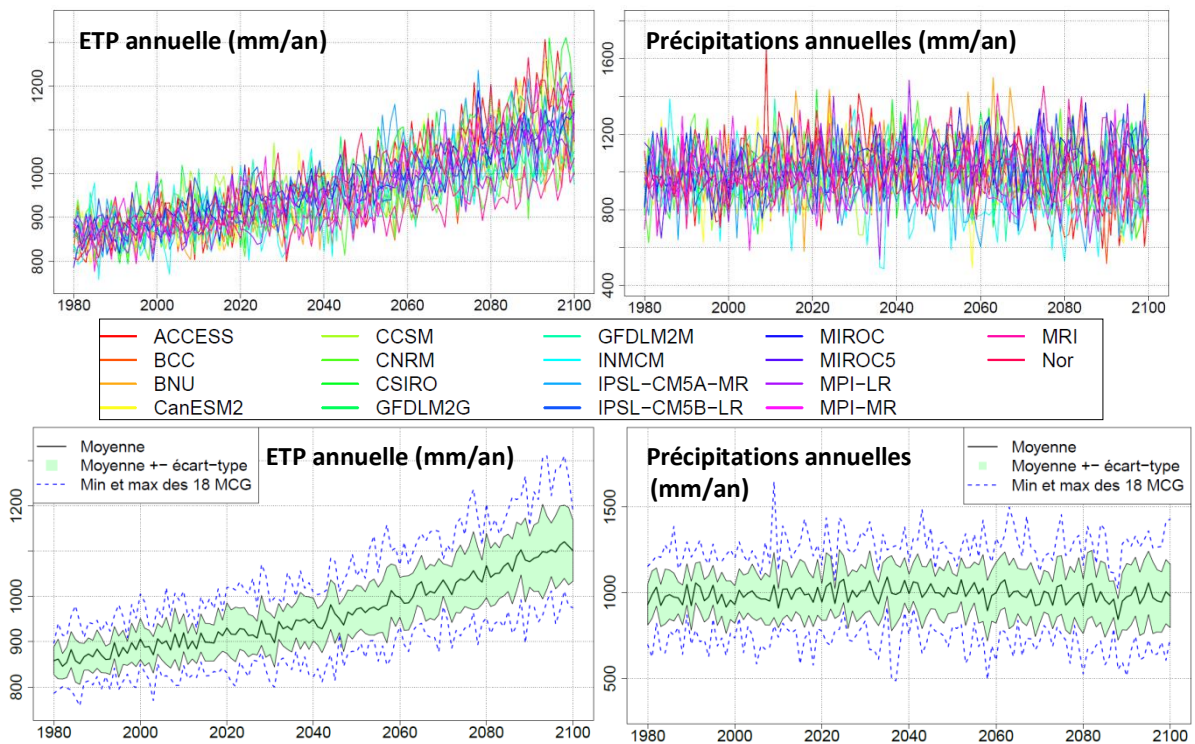 ETP annuelle (mm/an)
800 900 1000 1200
1980 2000 2020 2040 2060 2080 2100
Précipitations annuelles (mm/an)
400 800 1200 1600
1980 2000 2020 2040 2060 2080 2100
ACCESS
BCC
BNU
CanESM2
CCSM
CNRM
CSIRO
GFDLM2G
GFDLM2M
INMCM
IPSL−CM5A−MR
IPSL−CM5B−LR
MIROC
MIROC5
MPI−LR
MPI−MR
MRI
Nor
Moyenne
Moyenne +− écart−type
Min et max des 18 MCG
ETP annuelle (mm/an)
800 900 1000 1200
1980 2000 2020 2040 2060 2080 2100
Précipitations annuelles
(mm/an)
Moyenne
Moyenne +− écart−type
Min et max des 18 MCG
500 1000 1500
1980 2000 2020 2040 2060 2080 2100